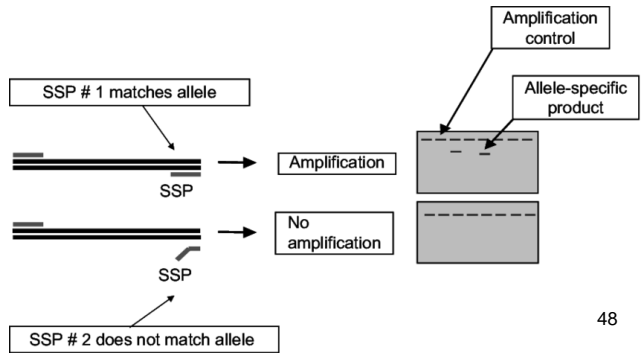 Amplification
control
SSP # 1 matches allele
Allele-specific
product
Amplification
SSP
No
amplification
SSP
SSP # 2 does not match allele
48